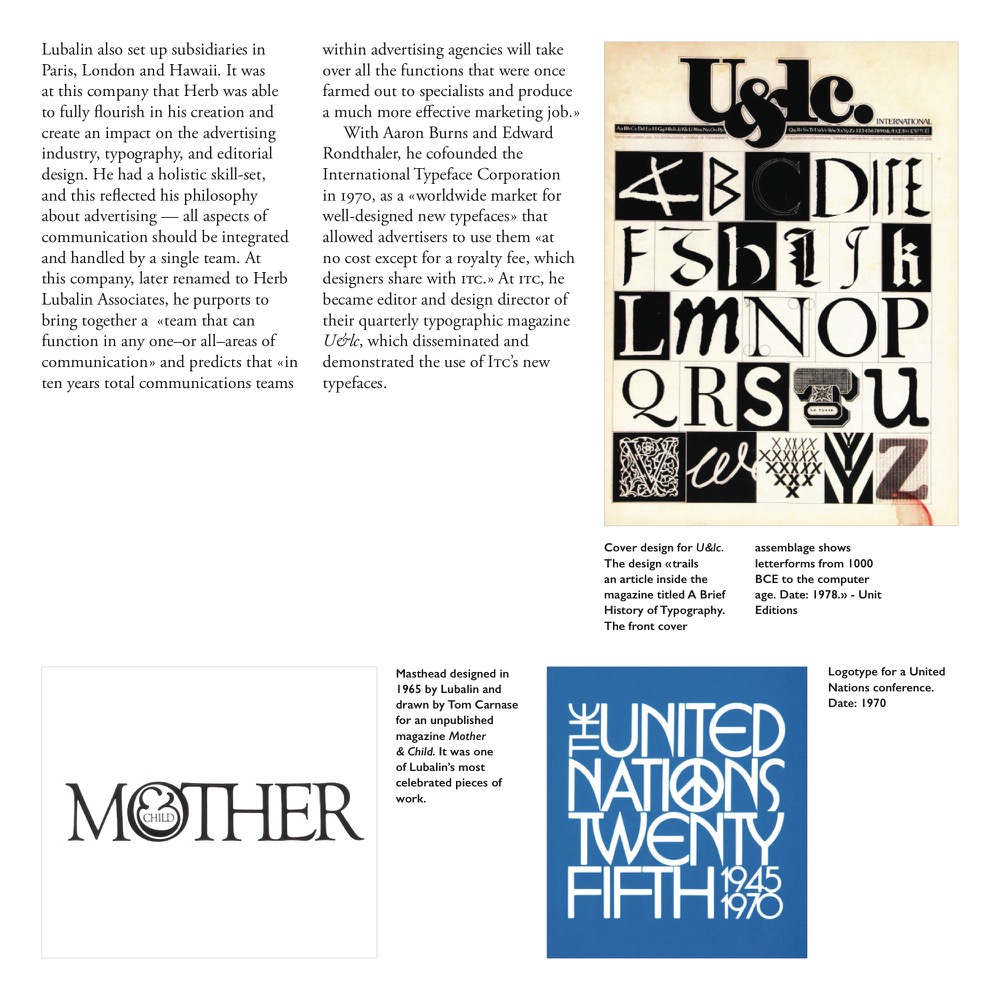 Lubalin also set up subsidiaries in
Paris, London and Hawaii. It was
at this company that Herb was able
to fully flourish in his creation and
create an impact on the advertising
industry, typography, and editorial
design. He had a holistic skill-set,
and this reflected his philosophy
about advertising — all aspects of
communication should be integrated
and handled by a single team. At
this company, later renamed to Herb
Lubalin Associates, he purports to
bring together a «team that can
function in any one–or all–areas of
communication» and predicts that «in
ten years total communications teams
within advertising agencies will take
over all the functions that were once
farmed out to specialists and produce
a much more effective marketing job.»
With Aaron Burns and Edward
Rondthaler, he cofounded the
International Typeface Corporation
in 1970, as a «worldwide market for
well-designed new typefaces» that
allowed advertisers to use them «at
no cost except for a royalty fee, which
designers share with ITC.» At ITC, he
became editor and design director of
their quarterly typographic magazine
U&lc, which disseminated and
demonstrated the use of ITC's new
typefaces.
U&lc.
INTERNATIONAL
A B C D E
F G h I J k
L m N O P
Q R S T u
V w X Y Z
Cover design for U&lc.
The design «trails
an article inside the
magazine titled A Brief
History of Typography.
The front cover
assemblage shows
letterforms from 1000
BCE to the computer
age. Date: 1978.» - Unit
Editions
MOTHER
& CHILD
Masthead designed in
1965 by Lubalin and
drawn by Tom Carnase
for an unpublished
magazine Mother
& Child. It was one
of Lubalin's most
celebrated pieces of
work.
THE UNITED
NATIONS
TWENTY
FIFTH 1945
1970
Logotype for a United
Nations conference.
Date: 1970